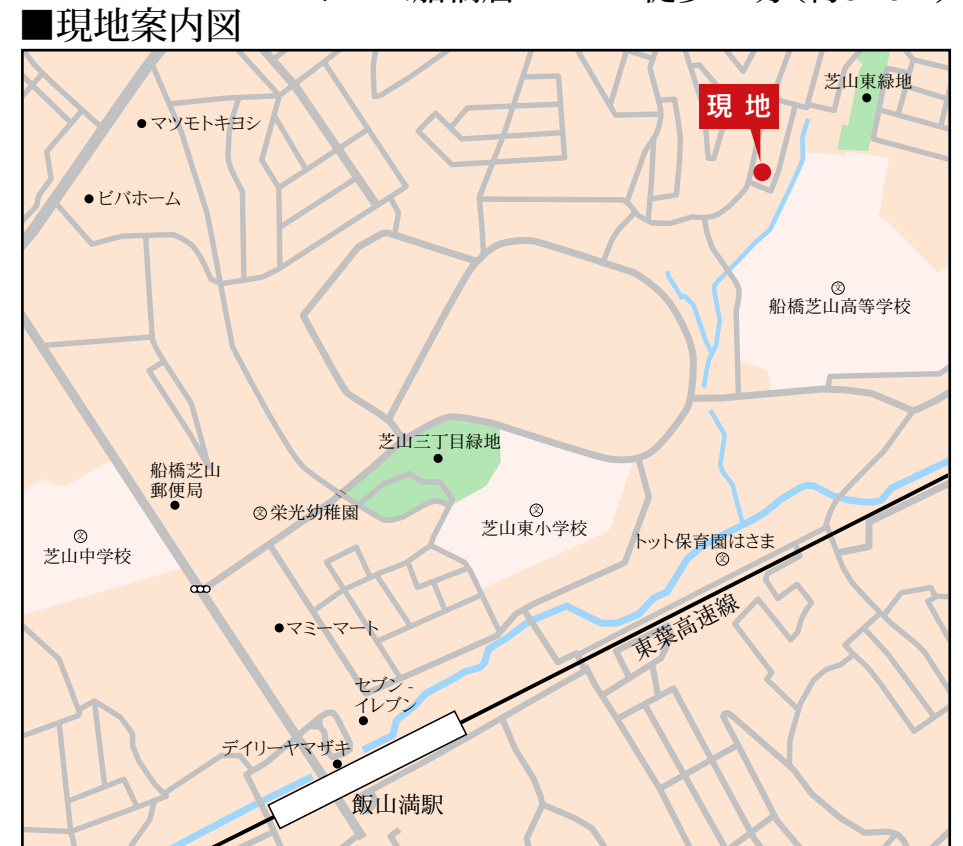 ■現地案内図
芝山東緑地
現 地
マツモトキヨシ
ビバホーム
文
船橋芝山高等学校
芝山三丁目緑地
船橋芝山
郵便局
文
栄光幼稚園
文
芝山東小学校
文
芝山中学校
トット保育園はさま
文
東葉高速線
マミーマート
セブン-
イレブン
デイリーヤマザキ
飯山満駅